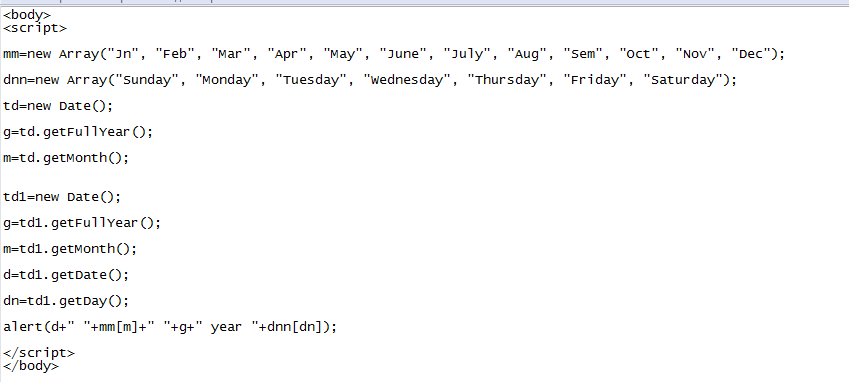 <body>
<script>
mm=new Array("Jn", "Feb", "Mar", "Apr", "May", "June", "July", "Aug", "Sem", "Oct", "Nov", "Dec");
dnn=new Array("Sunday", "Monday", "Tuesday", "Wednesday", "Thursday", "Friday", "Saturday");
td=new Date();
g=td.getFullYear();
m=td.getMonth();
td1=new Date();
g=td1.getFullYear();
m=td1.getMonth();
d=td1.getDate();
dn=td1.getDay();
alert(d+" "+mm[m]+" "+g+" year "+dnn[dn]);
</script>
</body>